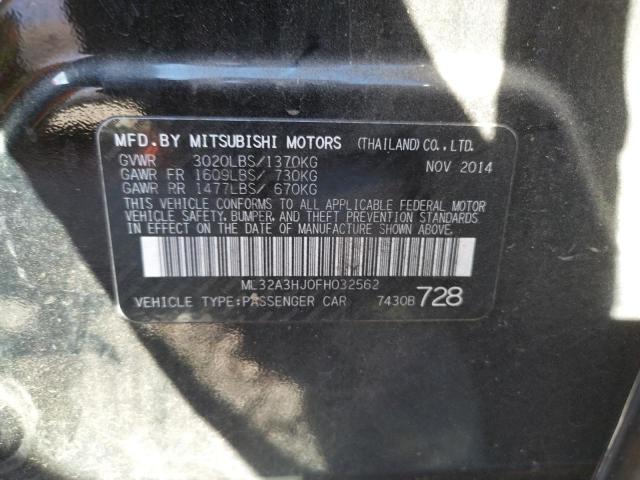 MFD.BY MITSUBISHI MOTORS (THAILAND) CO.,LTD.
GVWR 3020LBS/1370KG NOV 2014
GAWR FR 1609LBS/ 730KG
GAWR RR 1477LBS/ 670KG
THIS VEHICLE CONFORMS TO ALL APPLICABLE FEDERAL MOTOR
VEHICLE SAFETY, BUMPER, AND THEFT PREVENTION STANDARDS
IN EFFECT ON THE DATE OF MANUFACTURE SHOWN ABOVE.
ML32A3HJ0FH032562
VEHICLE TYPE:PASSENGER CAR 7430B 728